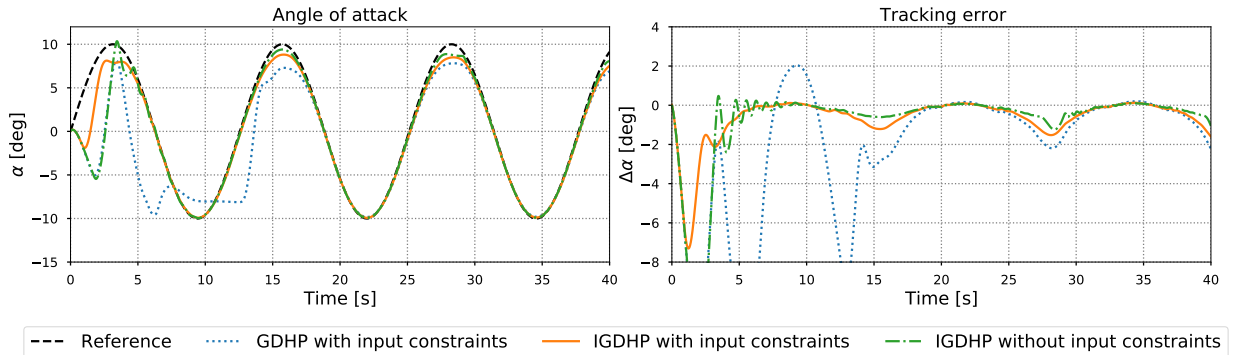 Angle of attack
10
5
0
−5
−10
−15
α [deg]
0 5 10 15 20 25 30 35 40
Time [s]
Tracking error
4
2
0
−2
−4
−6
−8
Δα [deg]
0 5 10 15 20 25 30 35 40
Time [s]
Reference GDHP with input constraints IGDHP with input constraints IGDHP without input constraints